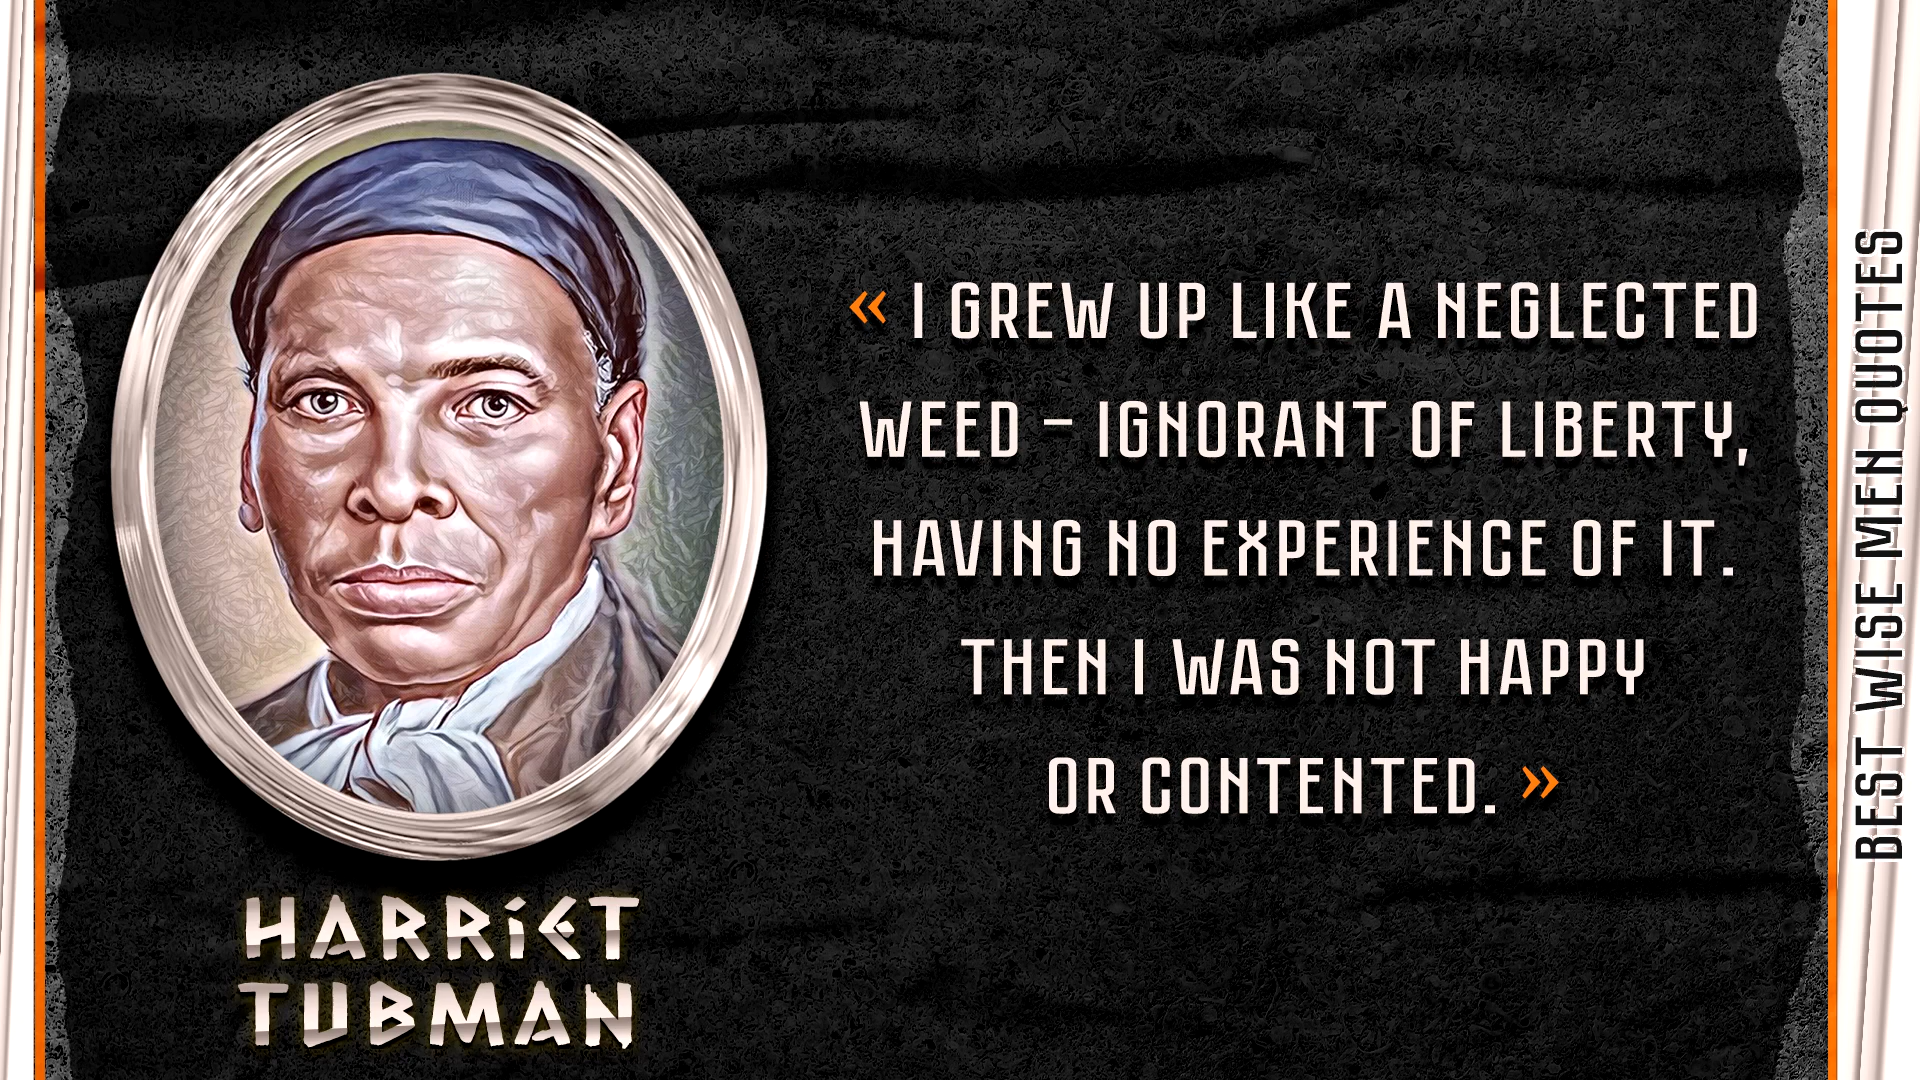 « I GREW UP LIKE A NEGLECTED
WEED – IGNORANT OF LIBERTY,
HAVING NO EXPERIENCE OF IT.
THEN I WAS NOT HAPPY
OR CONTENTED. »
HARRiET
TUBMAN
BEST WISE MEN QUOTES